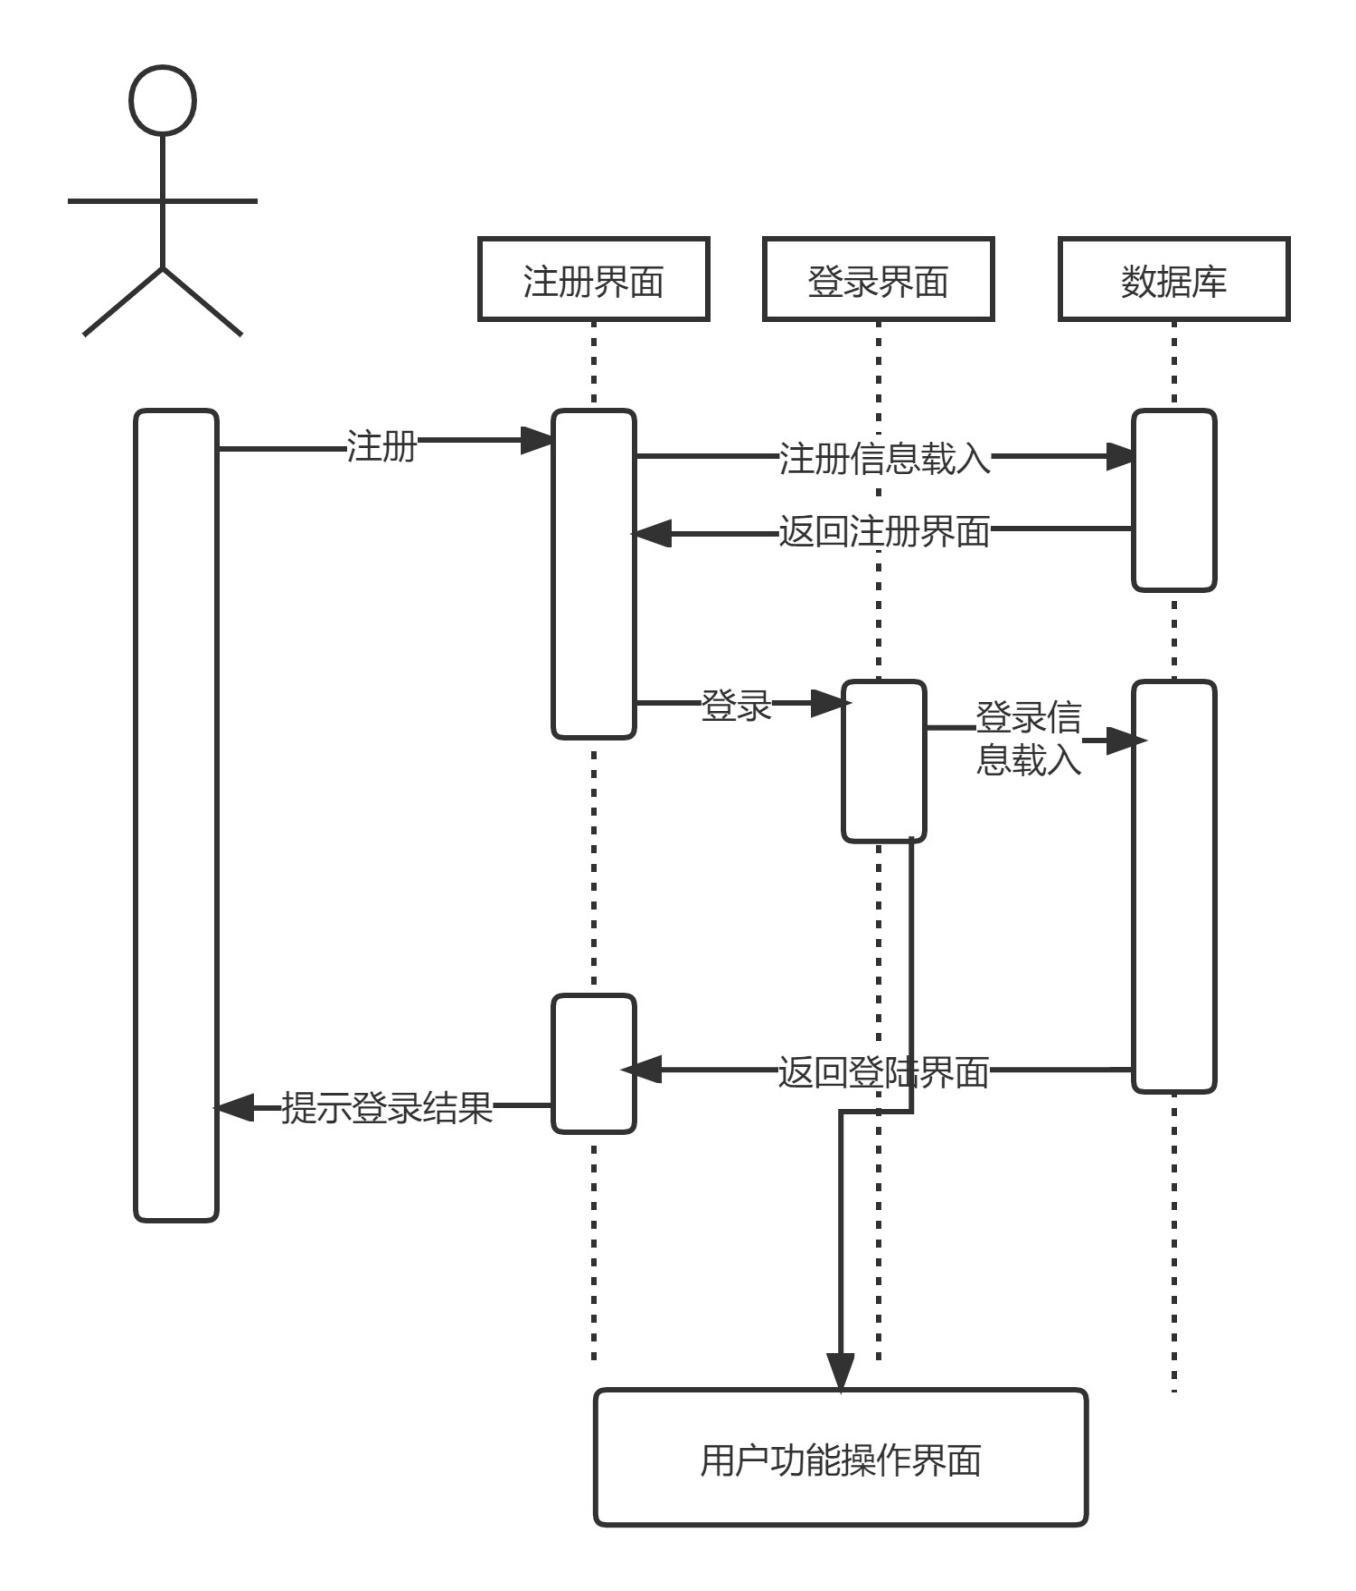 注册界面
登录界面
数据库
注册
注册信息载入
返回注册界面
登录
登录信
息载入
返回登陆界面
提示登录结果
用户功能操作界面